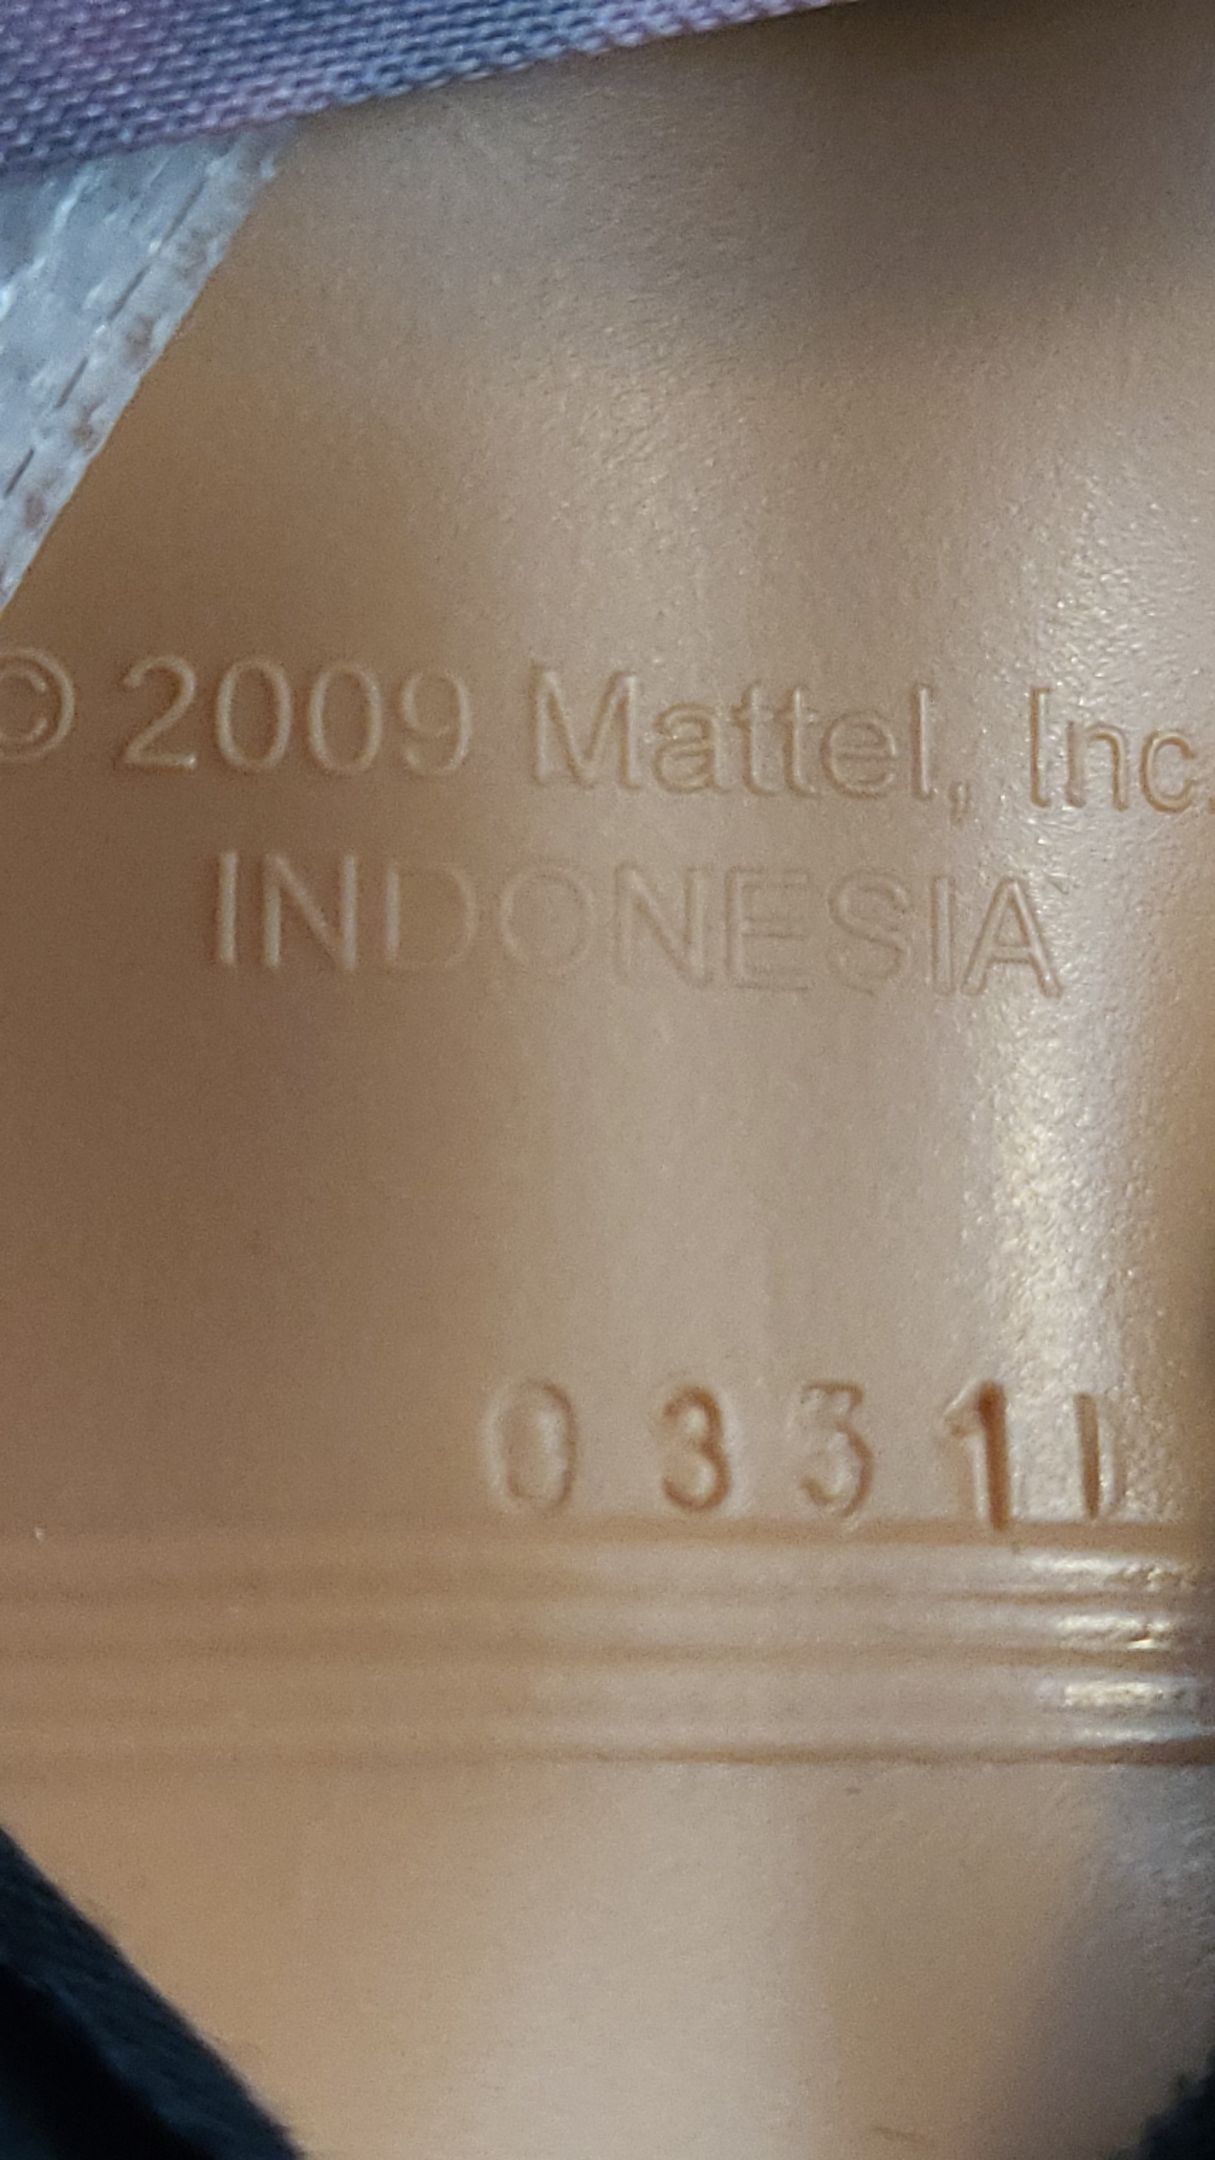 © 2009 Mattel, Inc.
INDONESIA
0331